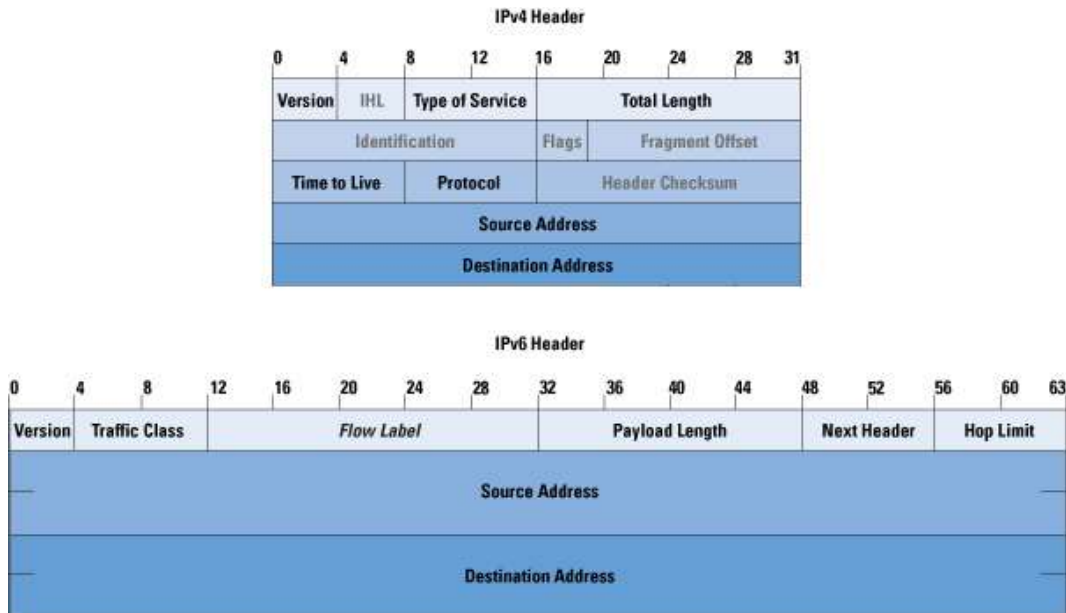 IPv4 Header
0 4 8 12 16 20 24 28 31
Version IHL Type of Service Total Length
Identification Flags Fragment Offset
Time to Live Protocol Header Checksum
Source Address
Destination Address
IPv6 Header
0 4 8 12 16 20 24 28 32 36 40 44 48 52 56 60 63
Version Traffic Class Flow Label Payload Length Next Header Hop Limit
Source Address
Destination Address